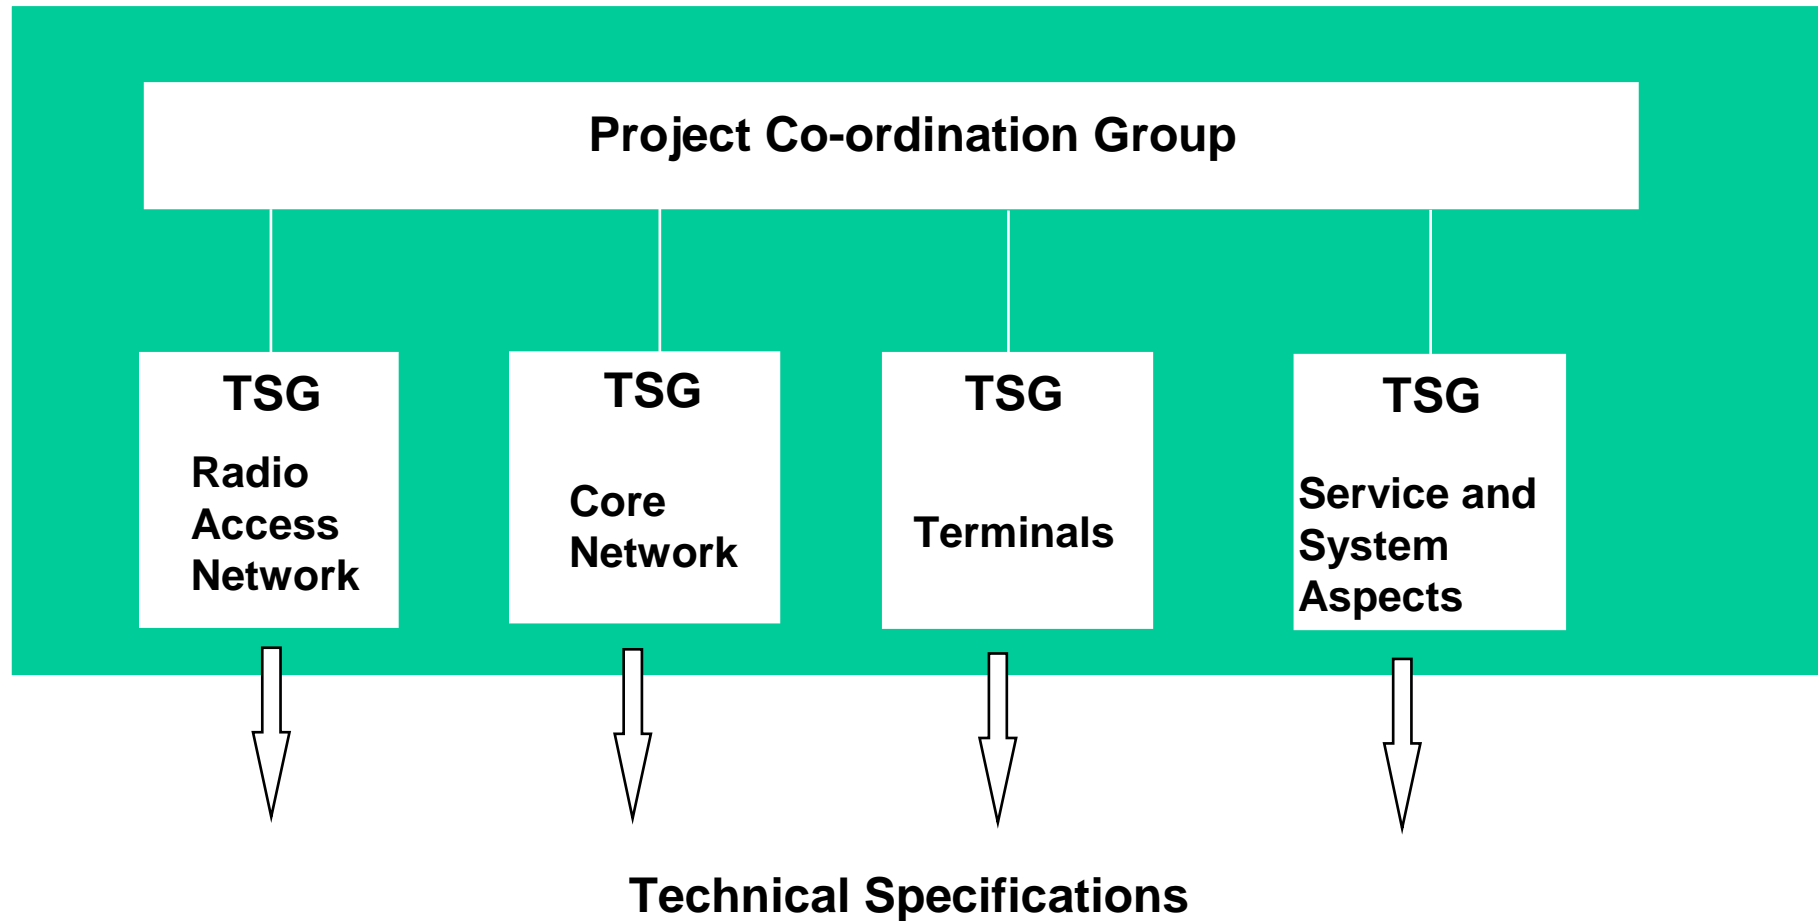 Project Co-ordination Group
TSG
Radio
Access
Network
TSG
Core
Network
TSG
Terminals
TSG
Service and
System
Aspects
Technical Specifications